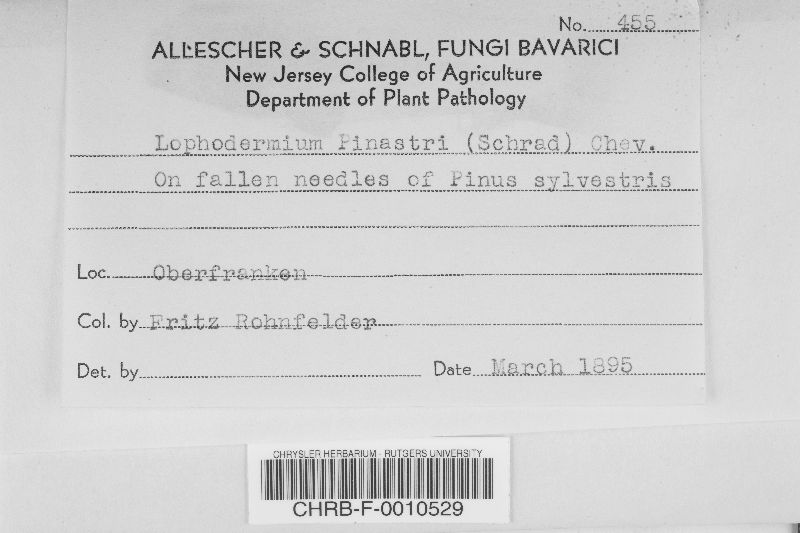 No. 455
ALLESCHER & SCHNABL, FUNGI BAVARICI
New Jersey College of Agriculture
Department of Plant Pathology
Lophodermium Pinastri (Schrad) Chev.
On fallen needles of Pinus sylvestris
Loc. Oberfranken
Col. by Fritz Rohnfelder
Det. by Date March 1895
CHRYSLER HERBARIUM - RUTGERS UNIVERSITY
CHRB-F-0010529